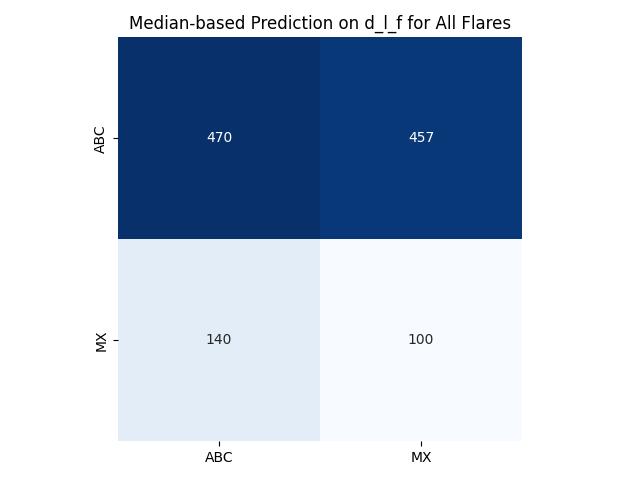 Median-based Prediction on d_l_f for All Flares
ABC
470
457
MX
140
100
ABC
MX